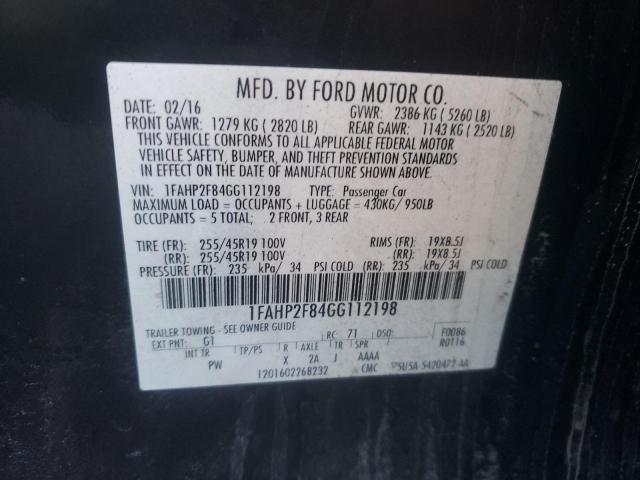 MFD. BY FORD MOTOR CO.
DATE: 02/16 GVWR: 2386 KG ( 5260 LB)
FRONT GAWR: 1279 KG ( 2820 LB) REAR GAWR: 1143 KG ( 2520 LB)
THIS VEHICLE CONFORMS TO ALL APPLICABLE FEDERAL MOTOR
VEHICLE SAFETY, BUMPER, AND THEFT PREVENTION STANDARDS
IN EFFECT ON THE DATE OF MANUFACTURE SHOWN ABOVE.
VIN: 1FAHP2F84GG112198 TYPE: Passenger Car
MAXIMUM LOAD = OCCUPANTS + LUGGAGE = 430KG/ 950LB
OCCUPANTS = 5 TOTAL; 2 FRONT, 3 REAR
TIRE (FR): 255/45R19 100V RIMS (FR): 19X8.5J
(RR): 255/45R19 100V (RR): 19X8.5J
PRESSURE (FR): 235 kPa/ 34 PSI COLD (RR): 235 kPa/ 34 PSI COLD
1FAHP2F84GG112198
TRAILER TOWING - SEE OWNER GUIDE
EXT PNT: G1 RC: 71 DSO: F0086
R0116
INT TR TP/PS R AXLE TR SPR
PW X 2A J AAAA
1201602268232 CMC 5U5A-5420472-AA